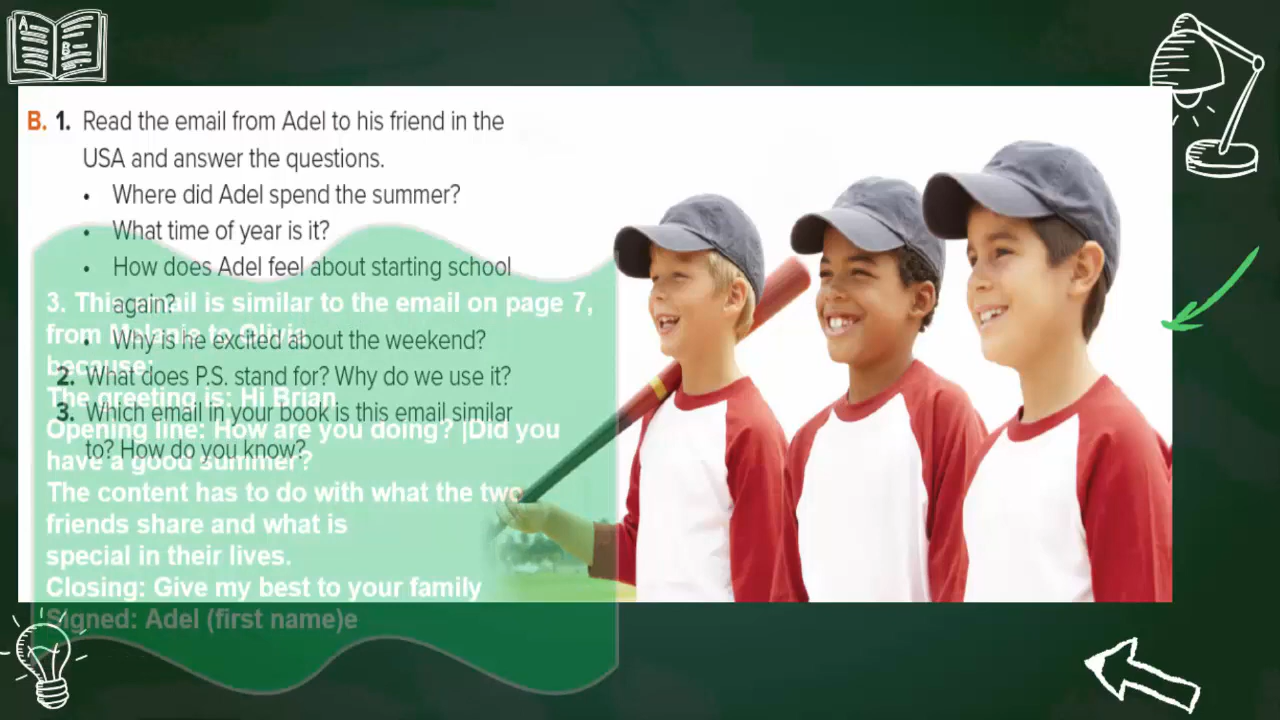 A
B
B. 1. Read the email from Adel to his friend in the
USA and answer the questions.
• Where did Adel spend the summer?
• What time of year is it?
• How does Adel feel about starting school
again?
• Why is he excited about the weekend?
2. What does P.S. stand for? Why do we use it?
3. Which email in your book is this email similar
to? How do you know?
3. This email is similar to the email on page 7,
from Melanie to Olivia
because:
The greeting is: Hi Brian
Opening line: How are you doing? |Did you
have a good summer?
The content has to do with what the two
friends share and what is
special in their lives.
Closing: Give my best to your family
Signed: Adel (first name)e